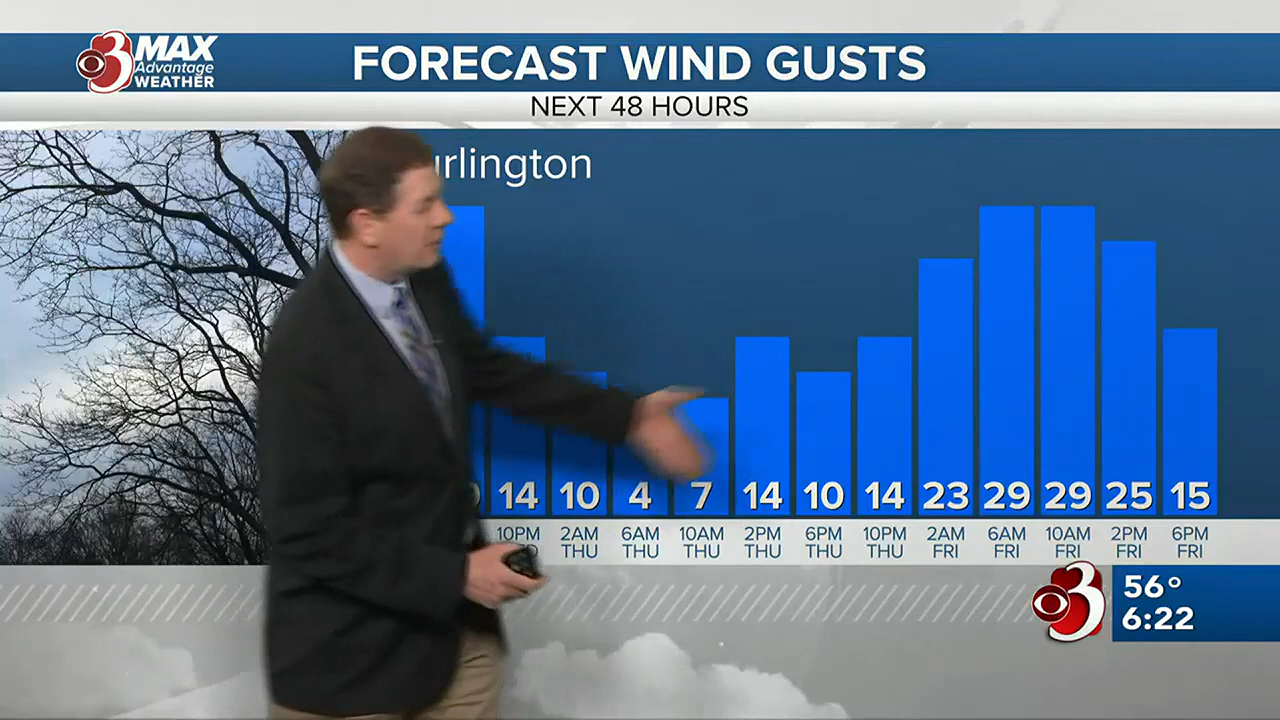 3 MAX
Advantage
WEATHER
FORECAST WIND GUSTS
NEXT 48 HOURS
urlington
14 10 4 7 14 10 14 23 29 29 25 15
10PM 2AM 6AM 10AM 2PM 6PM 10PM 2AM 6AM 10AM 2PM 6PM
THU THU THU THU THU THU FRI FRI FRI FRI FRI
3
56°
6:22